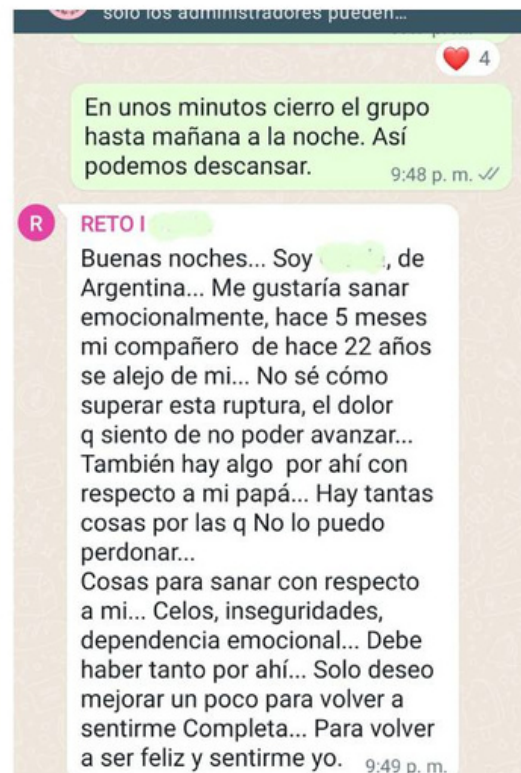 solo los administradores pueden...
4
En unos minutos cierro el grupo
hasta mañana a la noche. Así
podemos descansar.
9:48 p. m.
R
RETO I
Buenas noches... Soy , de
Argentina... Me gustaría sanar
emocionalmente, hace 5 meses
mi compañero de hace 22 años
se alejo de mi... No sé cómo
superar esta ruptura, el dolor
q siento de no poder avanzar...
También hay algo por ahí con
respecto a mi papá... Hay tantas
cosas por las q No lo puedo
perdonar...
Cosas para sanar con respecto
a mi... Celos, inseguridades,
dependencia emocional... Debe
haber tanto por ahí... Solo deseo
mejorar un poco para volver a
sentirme Completa... Para volver
a ser feliz y sentirme yo.
9:49 p. m.